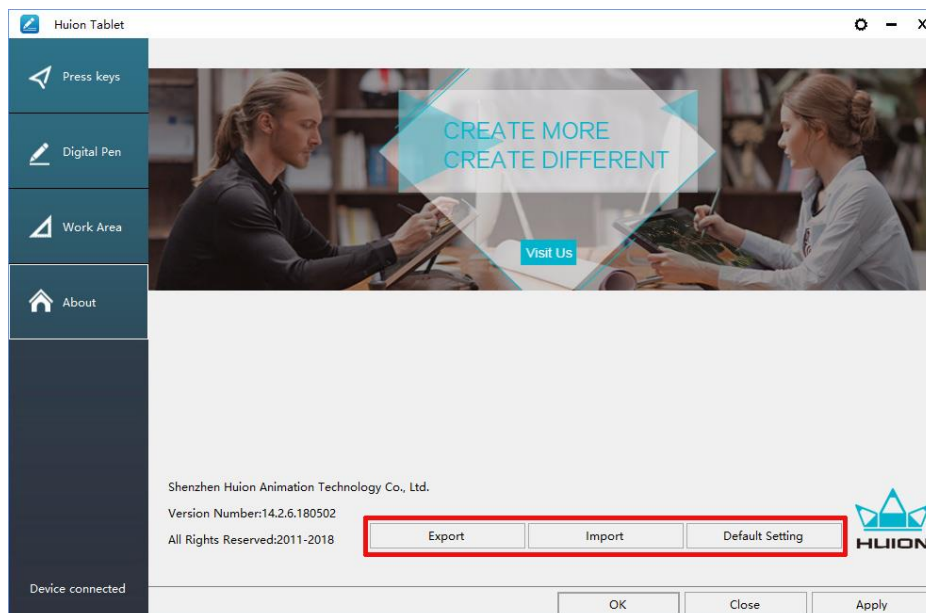 Huion Tablet
Press keys
Digital Pen
Work Area
About
CREATE MORE
CREATE DIFFERENT
Visit Us
Shenzhen Huion Animation Technology Co., Ltd.
Version Number:14.2.6.180502
All Rights Reserved:2011-2018
Export Import Default Setting
HUION
Device connected
OK Close Apply